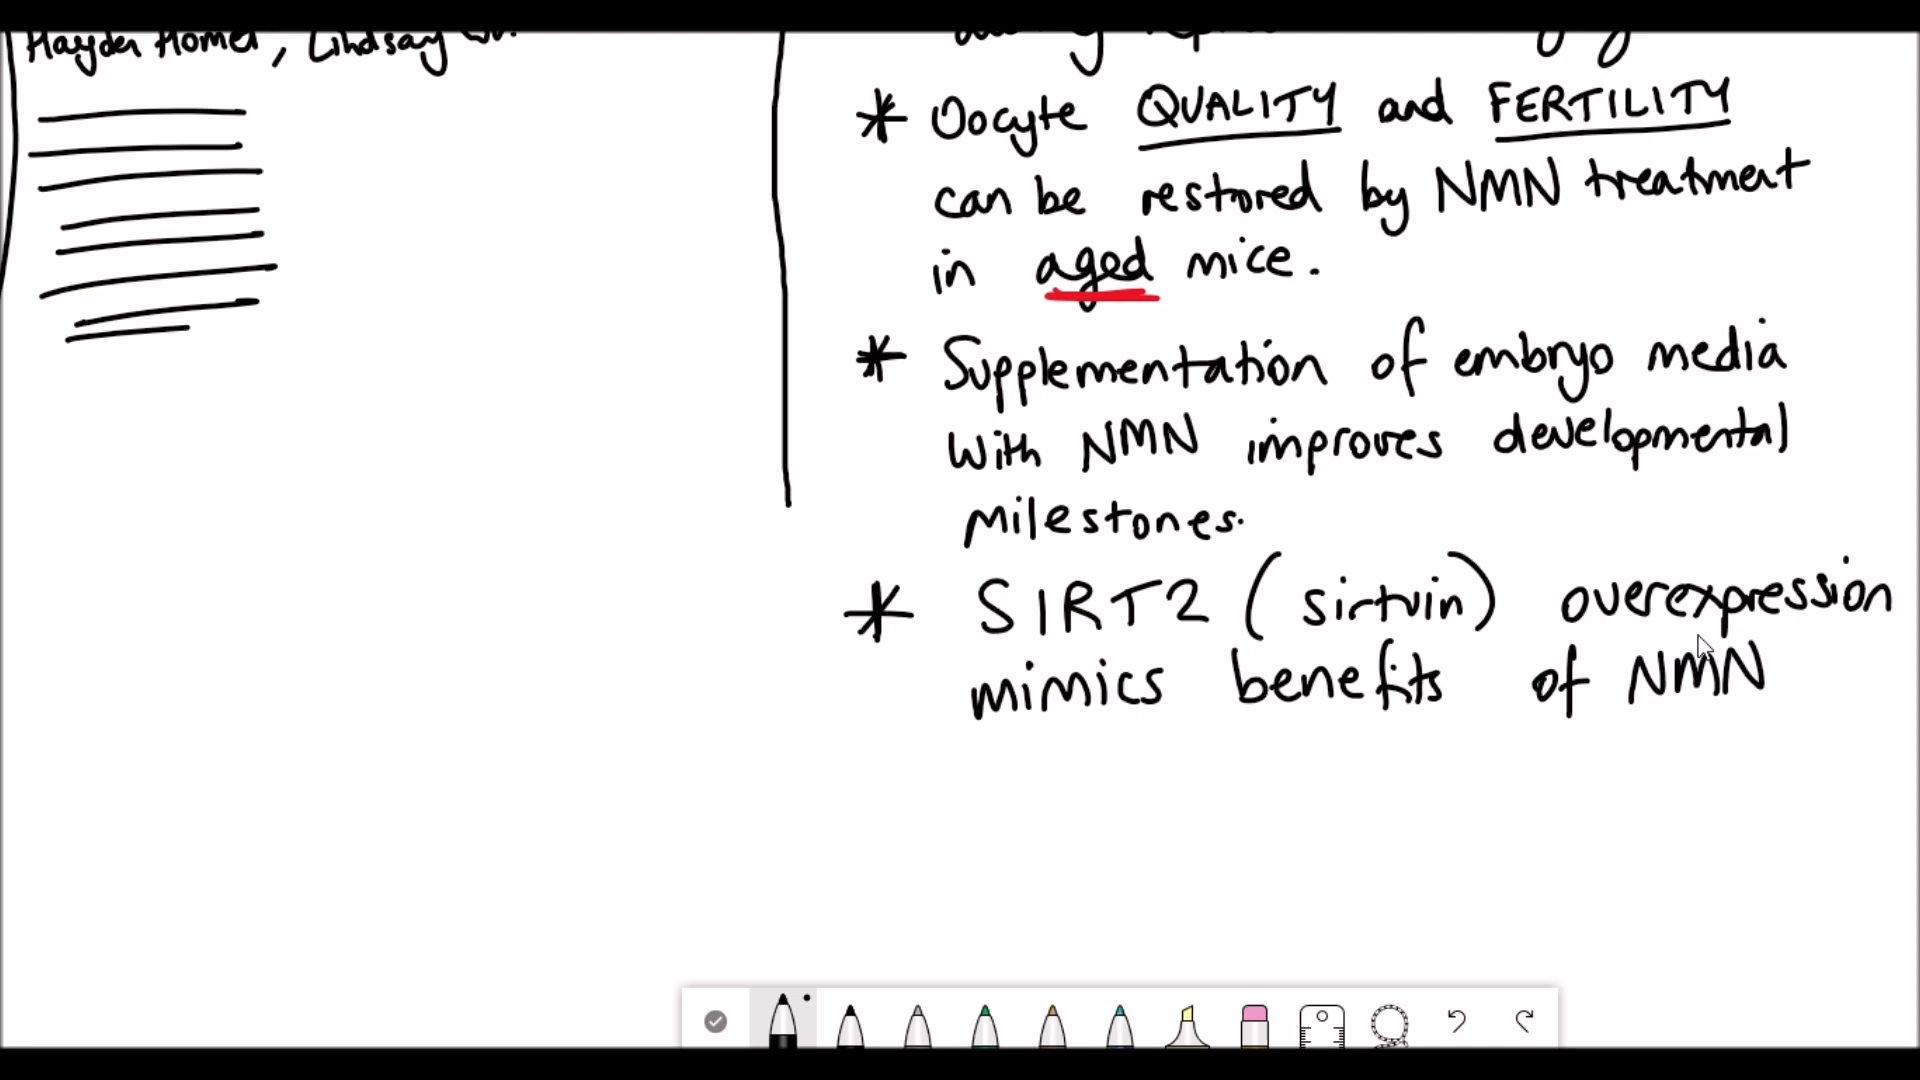 Hayden Homer, Lindsay
* Oocyte QUALITY and FERTILITY
can be restored by NMN treatment
in aged mice.
* Supplementation of embryo media
with NMN improves developmental
milestones.
* SIRT2 (sirtuin) overexpression
mimics benefits of NMN